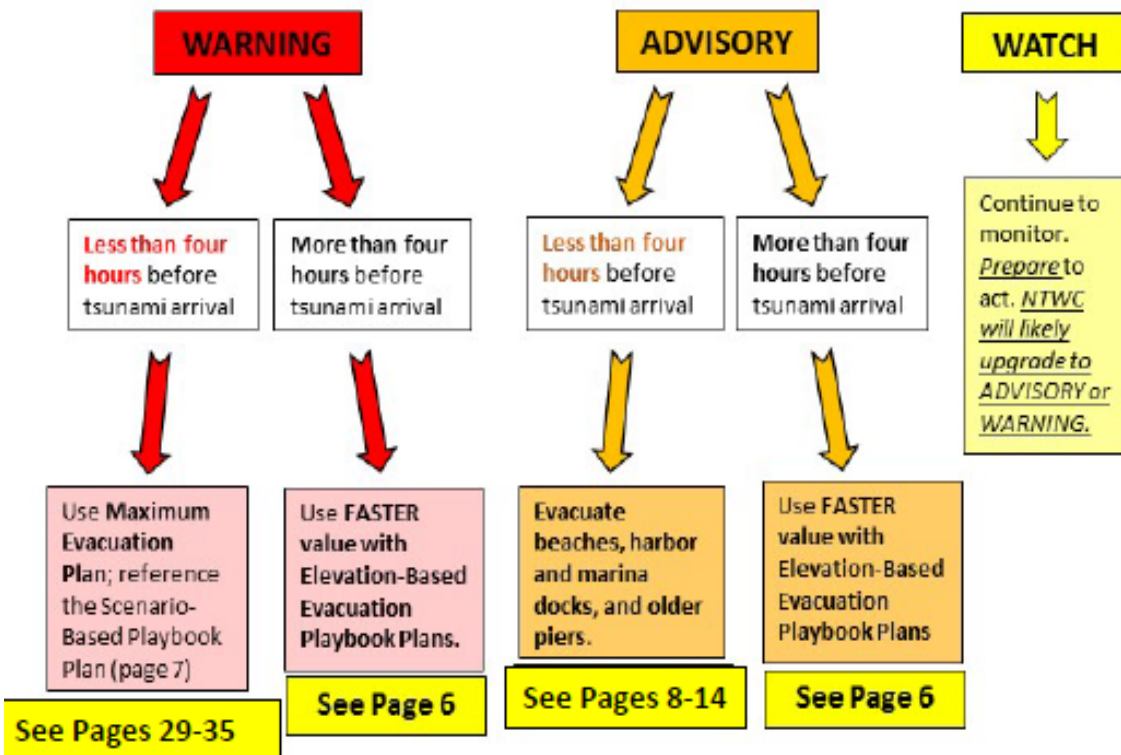 WARNING
ADVISORY
WATCH
Less than four
hours before
tsunami arrival
More than four
hours before
tsunami arrival
Less than four
hours before
tsunami arrival
More than four
hours before
tsunami arrival
Continue to
monitor.
Prepare to
act. NTWC
will likely
upgrade to
ADVISORY or
WARNING.
Use Maximum
Evacuation
Plan; reference
the Scenario-
Based Playbook
Plan (page 7)
See Pages 29-35
Use FASTER
value with
Elevation-Based
Evacuation
Playbook Plans.
See Page 6
Evacuate
beaches, harbor
and marina
docks, and older
piers.
See Pages 8-14
Use FASTER
value with
Elevation-Based
Evacuation
Playbook Plans
See Page 6